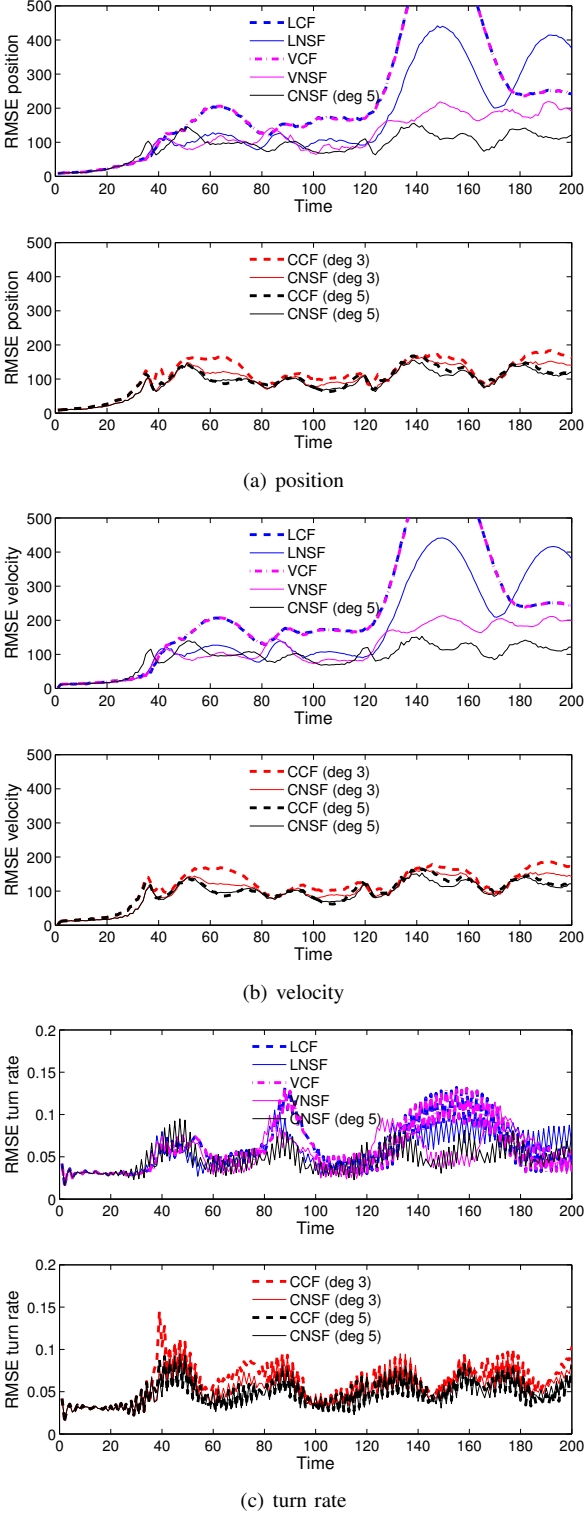 500
400
300
200
100
0
RMSE position
LCF
LNSF
VCF
VNSF
CNSF (deg 5)
0 20 40 60 80 100 120 140 160 180 200
Time
500
400
300
200
100
0
RMSE position
CCF (deg 3)
CNSF (deg 3)
CCF (deg 5)
CNSF (deg 5)
0 20 40 60 80 100 120 140 160 180 200
Time
(a) position
500
400
300
200
100
0
RMSE velocity
LCF
LNSF
VCF
VNSF
CNSF (deg 5)
0 20 40 60 80 100 120 140 160 180 200
Time
500
400
300
200
100
0
RMSE velocity
CCF (deg 3)
CNSF (deg 3)
CCF (deg 5)
CNSF (deg 5)
0 20 40 60 80 100 120 140 160 180 200
Time
(b) velocity
0.2
0.15
0.1
0.05
0
RMSE turn rate
LCF
LNSF
VCF
VNSF
CNSF (deg 5)
0 20 40 60 80 100 120 140 160 180 200
Time
0.2
0.15
0.1
0.05
0
RMSE turn rate
CCF (deg 3)
CNSF (deg 3)
CCF (deg 5)
CNSF (deg 5)
0 20 40 60 80 100 120 140 160 180 200
Time
(c) turn rate